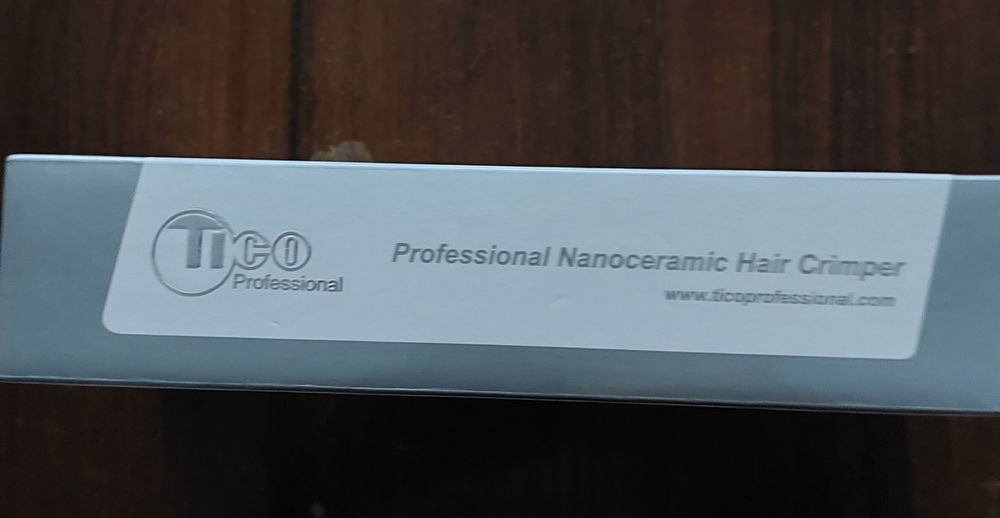 Tico
Professional
Professional Nanoceramic Hair Crimper
www.ticoprofessional.com